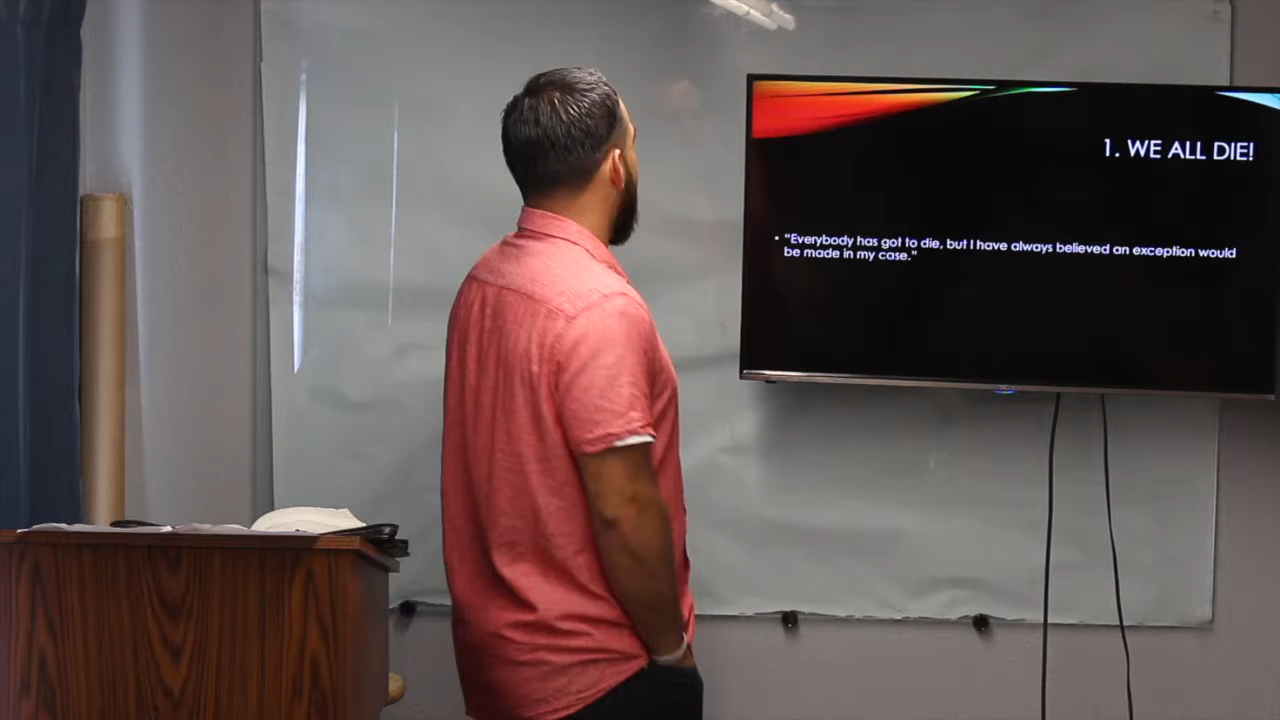 1. WE ALL DIE!
• "Everybody has got to die, but I have always believed an exception would
be made in my case."